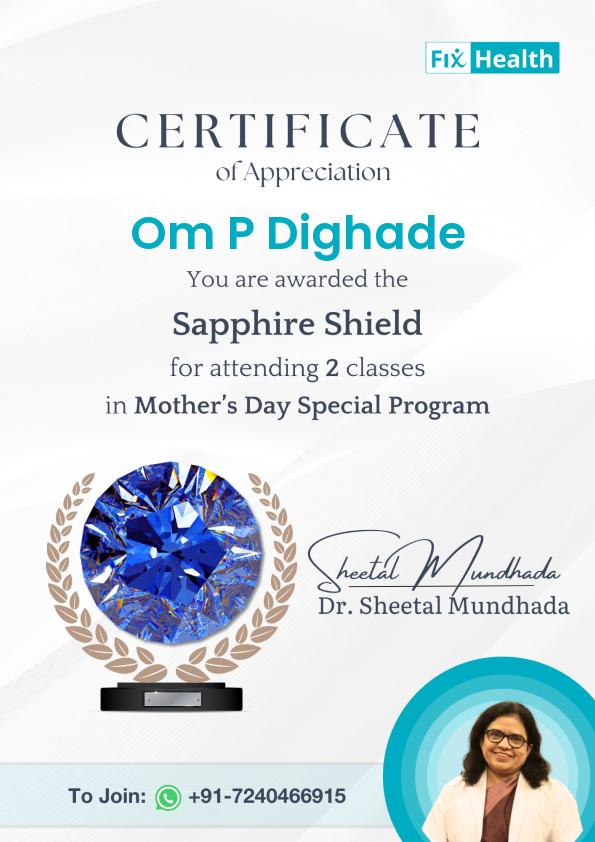 Fix Health
CERTIFICATE
of Appreciation
Om P Dighade
You are awarded the
Sapphire Shield
for attending 2 classes
in Mother's Day Special Program
Sheetal Mundhada
Dr. Sheetal Mundhada
To Join: +91-7240466915